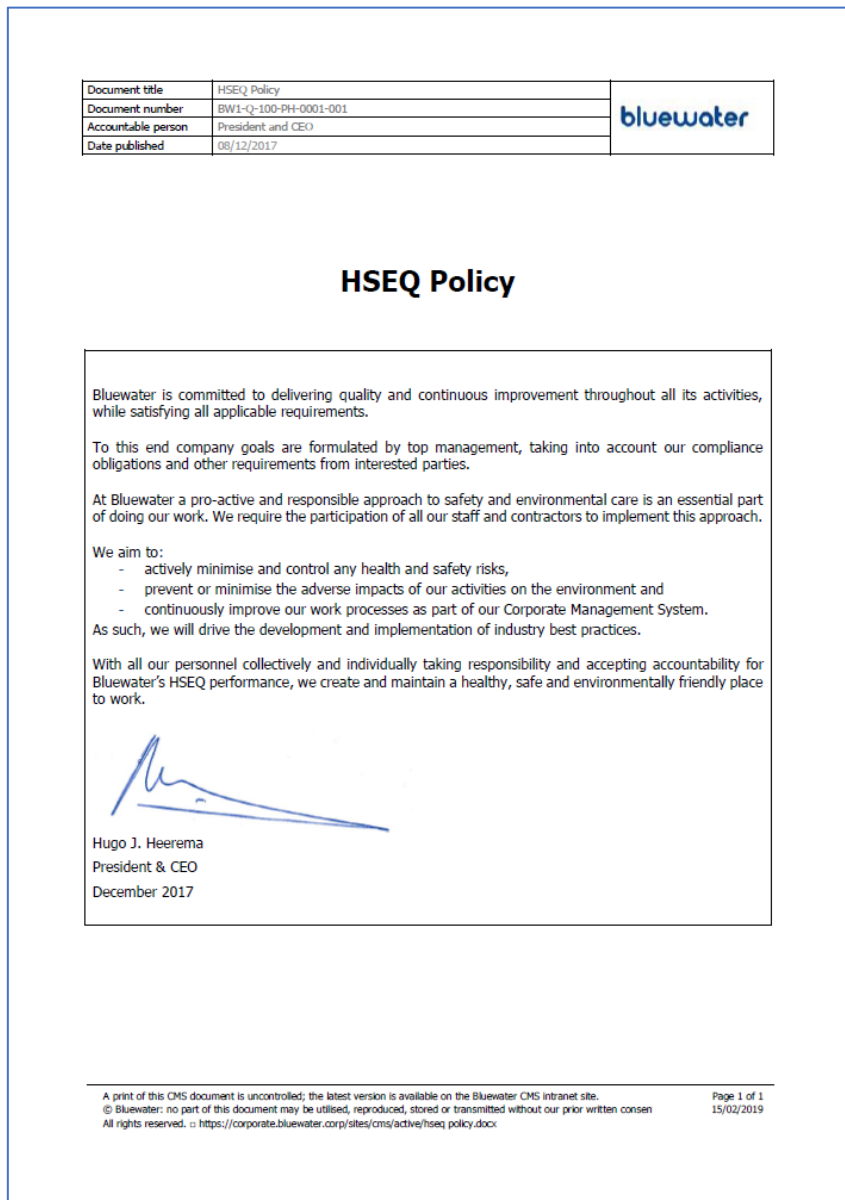 Document title HSEQ Policy
Document number BW1-Q-100-PH-0001-001
Accountable person President and CEO
Date published 08/12/2017
bluewater
HSEQ Policy
Bluewater is committed to delivering quality and continuous improvement throughout all its activities,
while satisfying all applicable requirements.
To this end company goals are formulated by top management, taking into account our compliance
obligations and other requirements from interested parties.
At Bluewater a pro-active and responsible approach to safety and environmental care is an essential part
of doing our work. We require the participation of all our staff and contractors to implement this approach.
We aim to:
- actively minimise and control any health and safety risks,
- prevent or minimise the adverse impacts of our activities on the environment and
- continuously improve our work processes as part of our Corporate Management System.
As such, we will drive the development and implementation of industry best practices.
With all our personnel collectively and individually taking responsibility and accepting accountability for
Bluewater's HSEQ performance, we create and maintain a healthy, safe and environmentally friendly place
to work.
Hugo J. Heerema
President & CEO
December 2017
A print of this CMS document is uncontrolled; the latest version is available on the Bluewater CMS intranet site. Page 1 of 1
© Bluewater: no part of this document may be utilised, reproduced, stored or transmitted without our prior written consen 15/02/2019
All rights reserved. □ https://corporate.bluewater.corp/sites/cms/active/hseq policy.docx